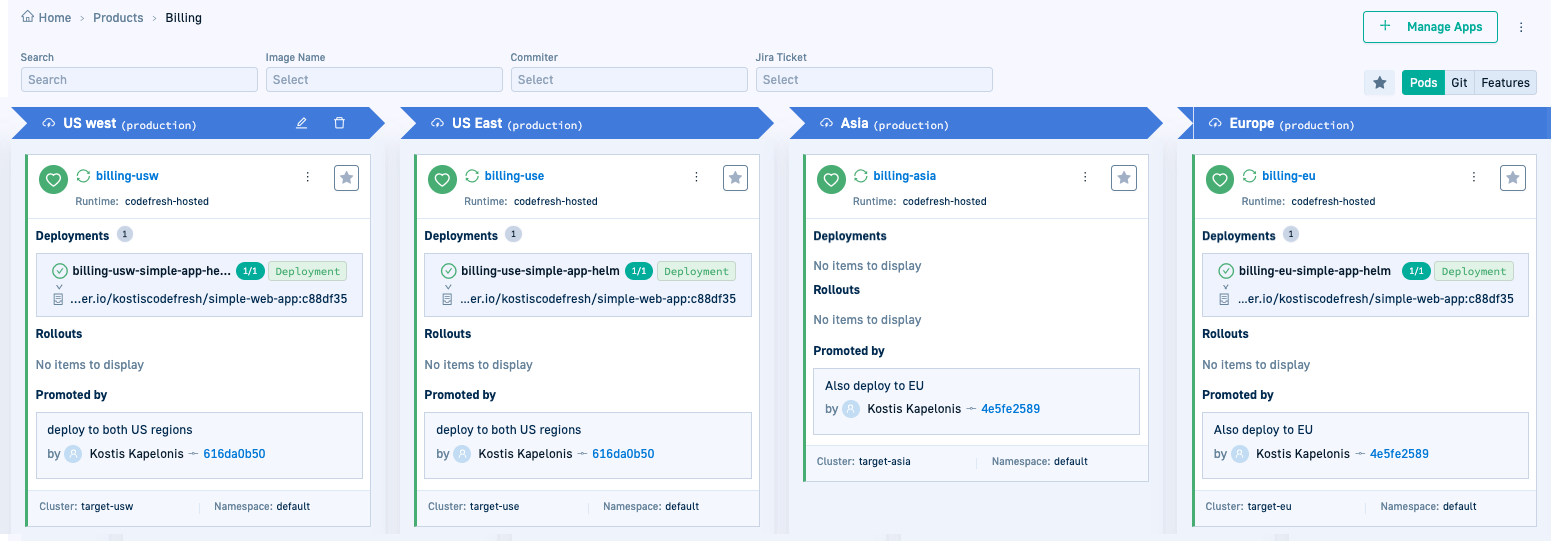 Home › Products › Billing
Manage Apps
Search
Image Name
Commiter
Jira Ticket
Search
Select
Select
Select
Pods
Git
Features
US west (production)
billing-usw
Runtime: codefresh-hosted
Deployments 1
billing-usw-simple-app-he... 1/1 Deployment
...er.io/kostiscodefresh/simple-web-app:c88df35
Rollouts
No items to display
Promoted by
deploy to both US regions
by Kostis Kapelonis 616da0b50
Cluster: target-usw Namespace: default
US East (production)
billing-use
Runtime: codefresh-hosted
Deployments 1
billing-use-simple-app-helm 1/1 Deployment
...er.io/kostiscodefresh/simple-web-app:c88df35
Rollouts
No items to display
Promoted by
deploy to both US regions
by Kostis Kapelonis 616da0b50
Cluster: target-use Namespace: default
Asia (production)
billing-asia
Runtime: codefresh-hosted
Deployments
No items to display
Rollouts
No items to display
Promoted by
Also deploy to EU
by Kostis Kapelonis 4e5fe2589
Cluster: target-asia Namespace: default
Europe (production)
billing-eu
Runtime: codefresh-hosted
Deployments 1
billing-eu-simple-app-helm 1/1 Deployment
...er.io/kostiscodefresh/simple-web-app:c88df35
Rollouts
No items to display
Promoted by
Also deploy to EU
by Kostis Kapelonis 4e5fe2589
Cluster: target-eu Namespace: default